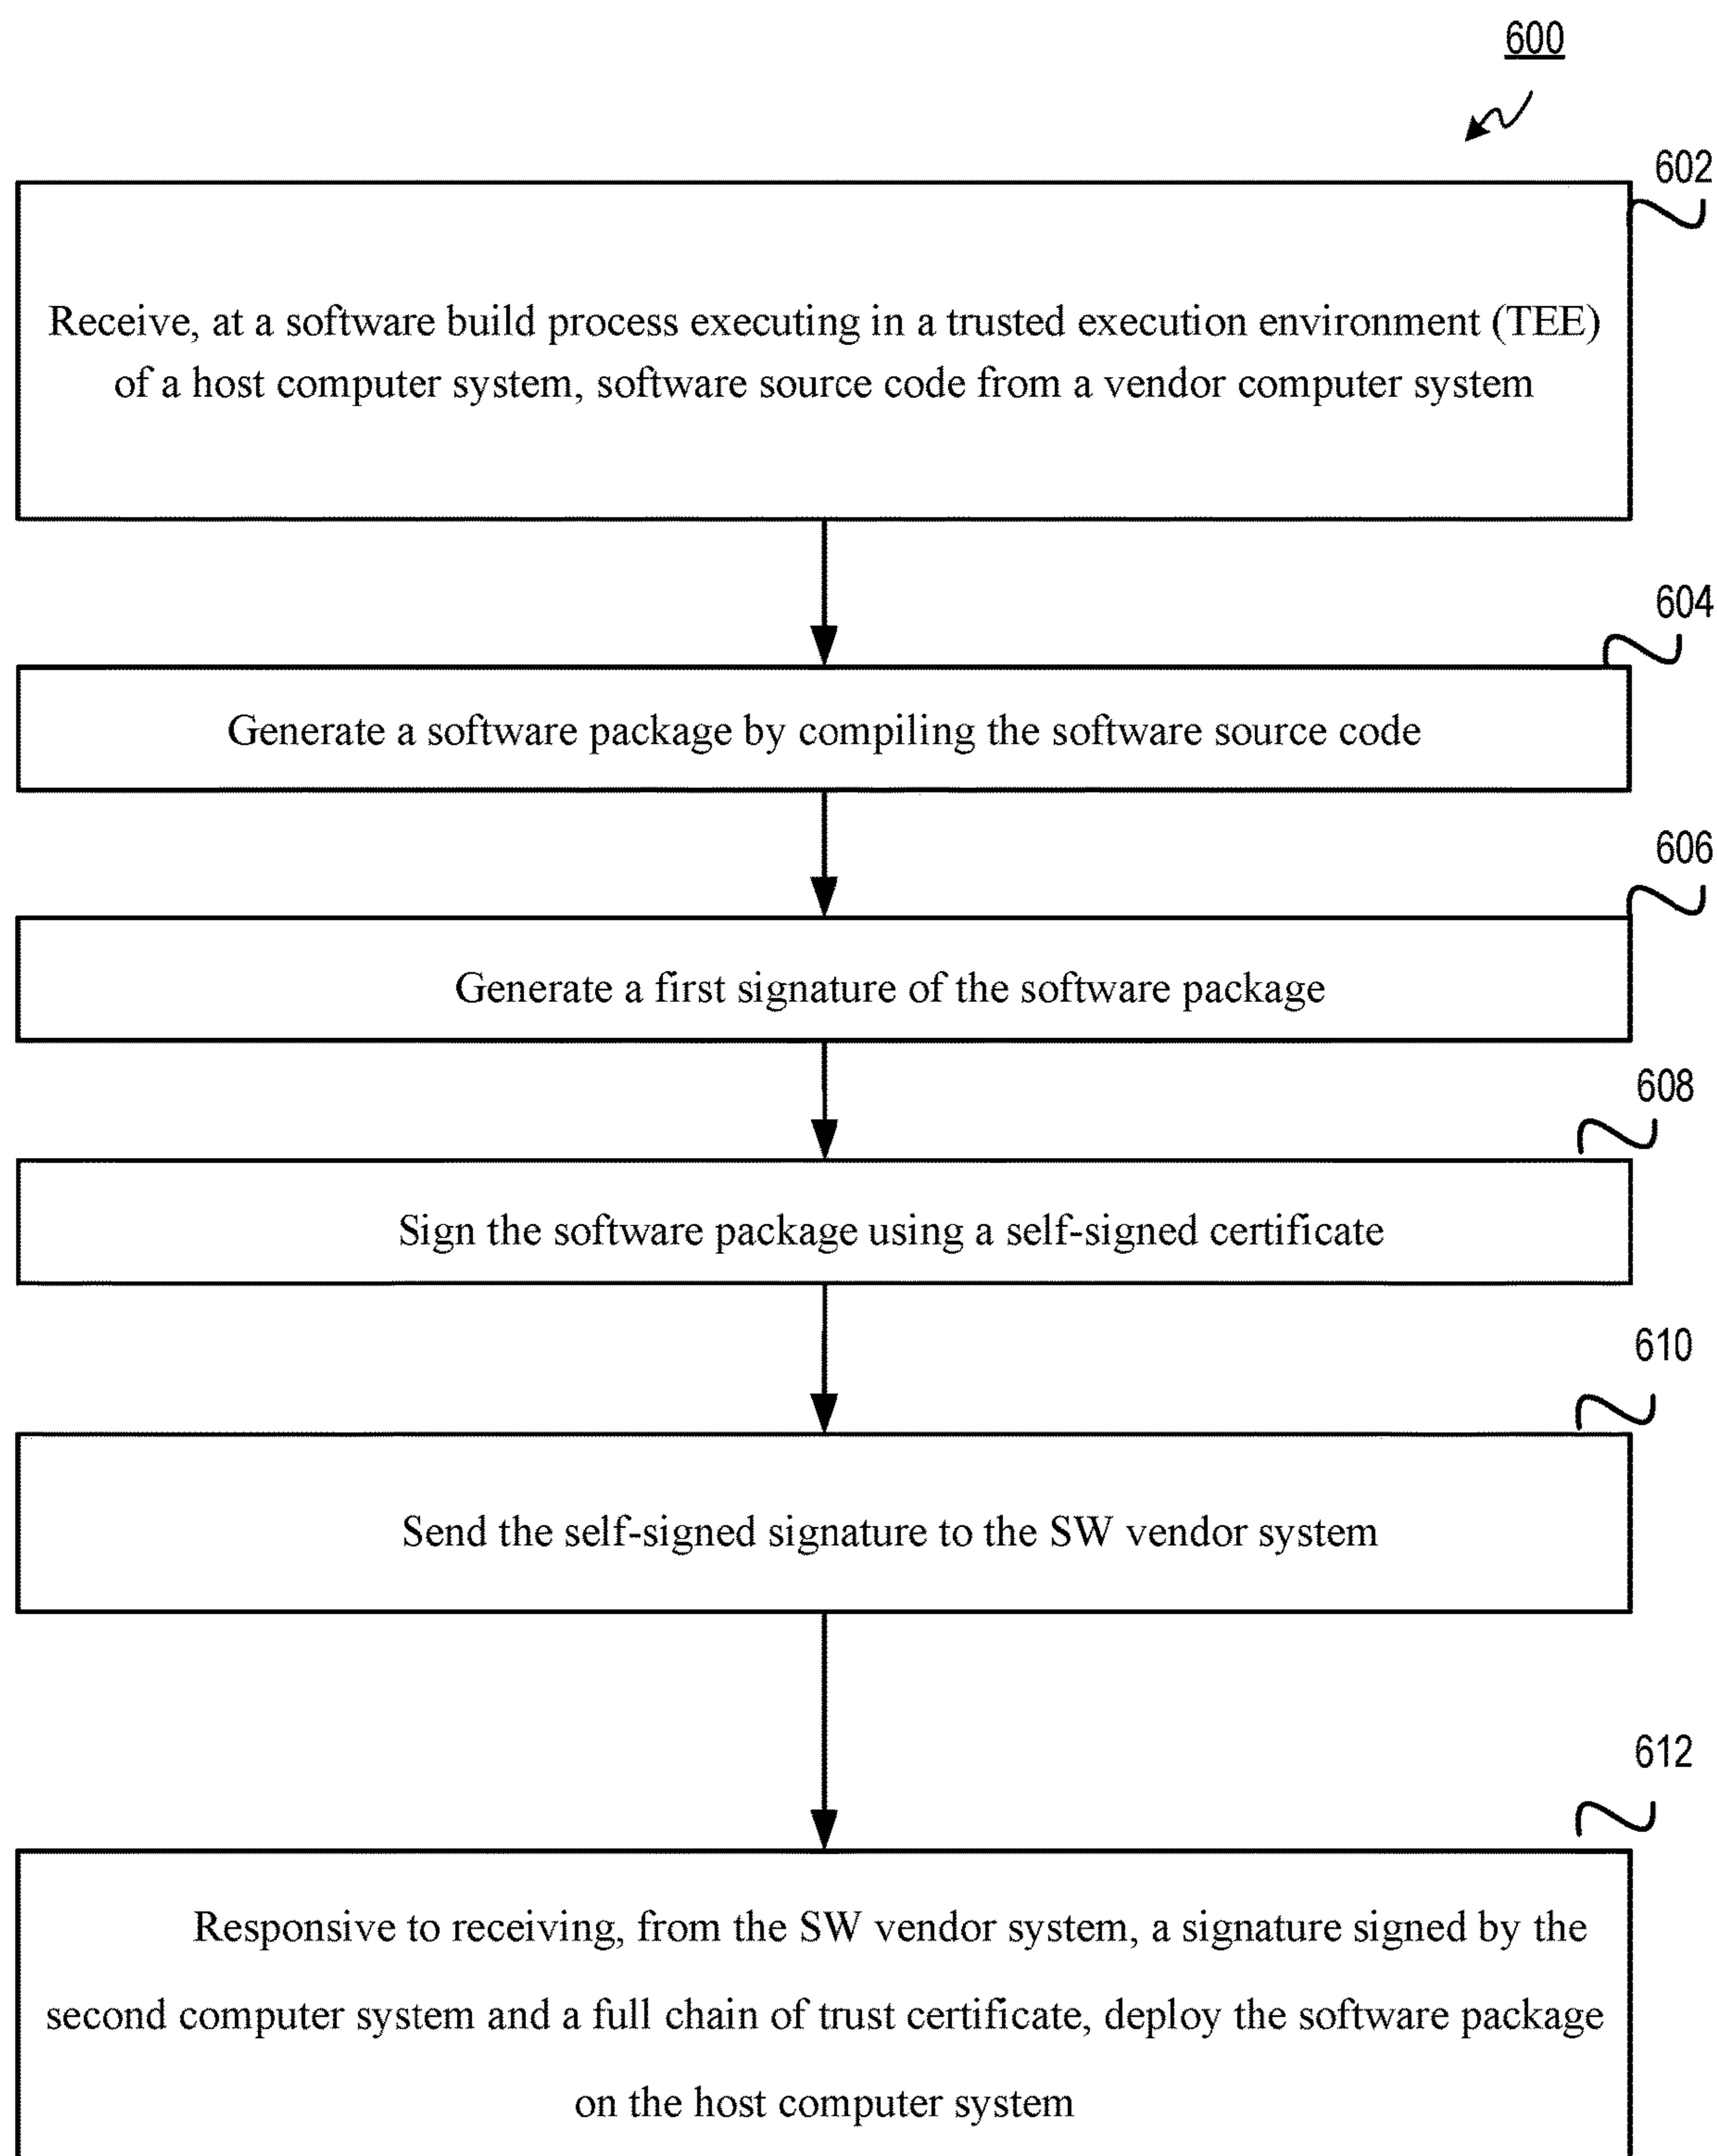 600
602
Receive, at a software build process executing in a trusted execution environment (TEE)
of a host computer system, software source code from a vendor computer system
604
Generate a software package by compiling the software source code
606
Generate a first signature of the software package
608
Sign the software package using a self-signed certificate
610
Send the self-signed signature to the SW vendor system
612
Responsive to receiving, from the SW vendor system, a signature signed by the
second computer system and a full chain of trust certificate, deploy the software package
on the host computer system